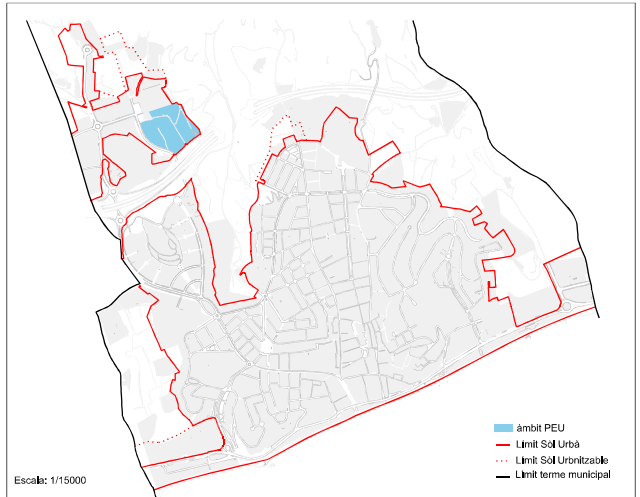 àmbit PEU
Límit Sòl Urbà
Límit Sòl Urbnitzable
Límit terme municipal
Escala: 1/15000